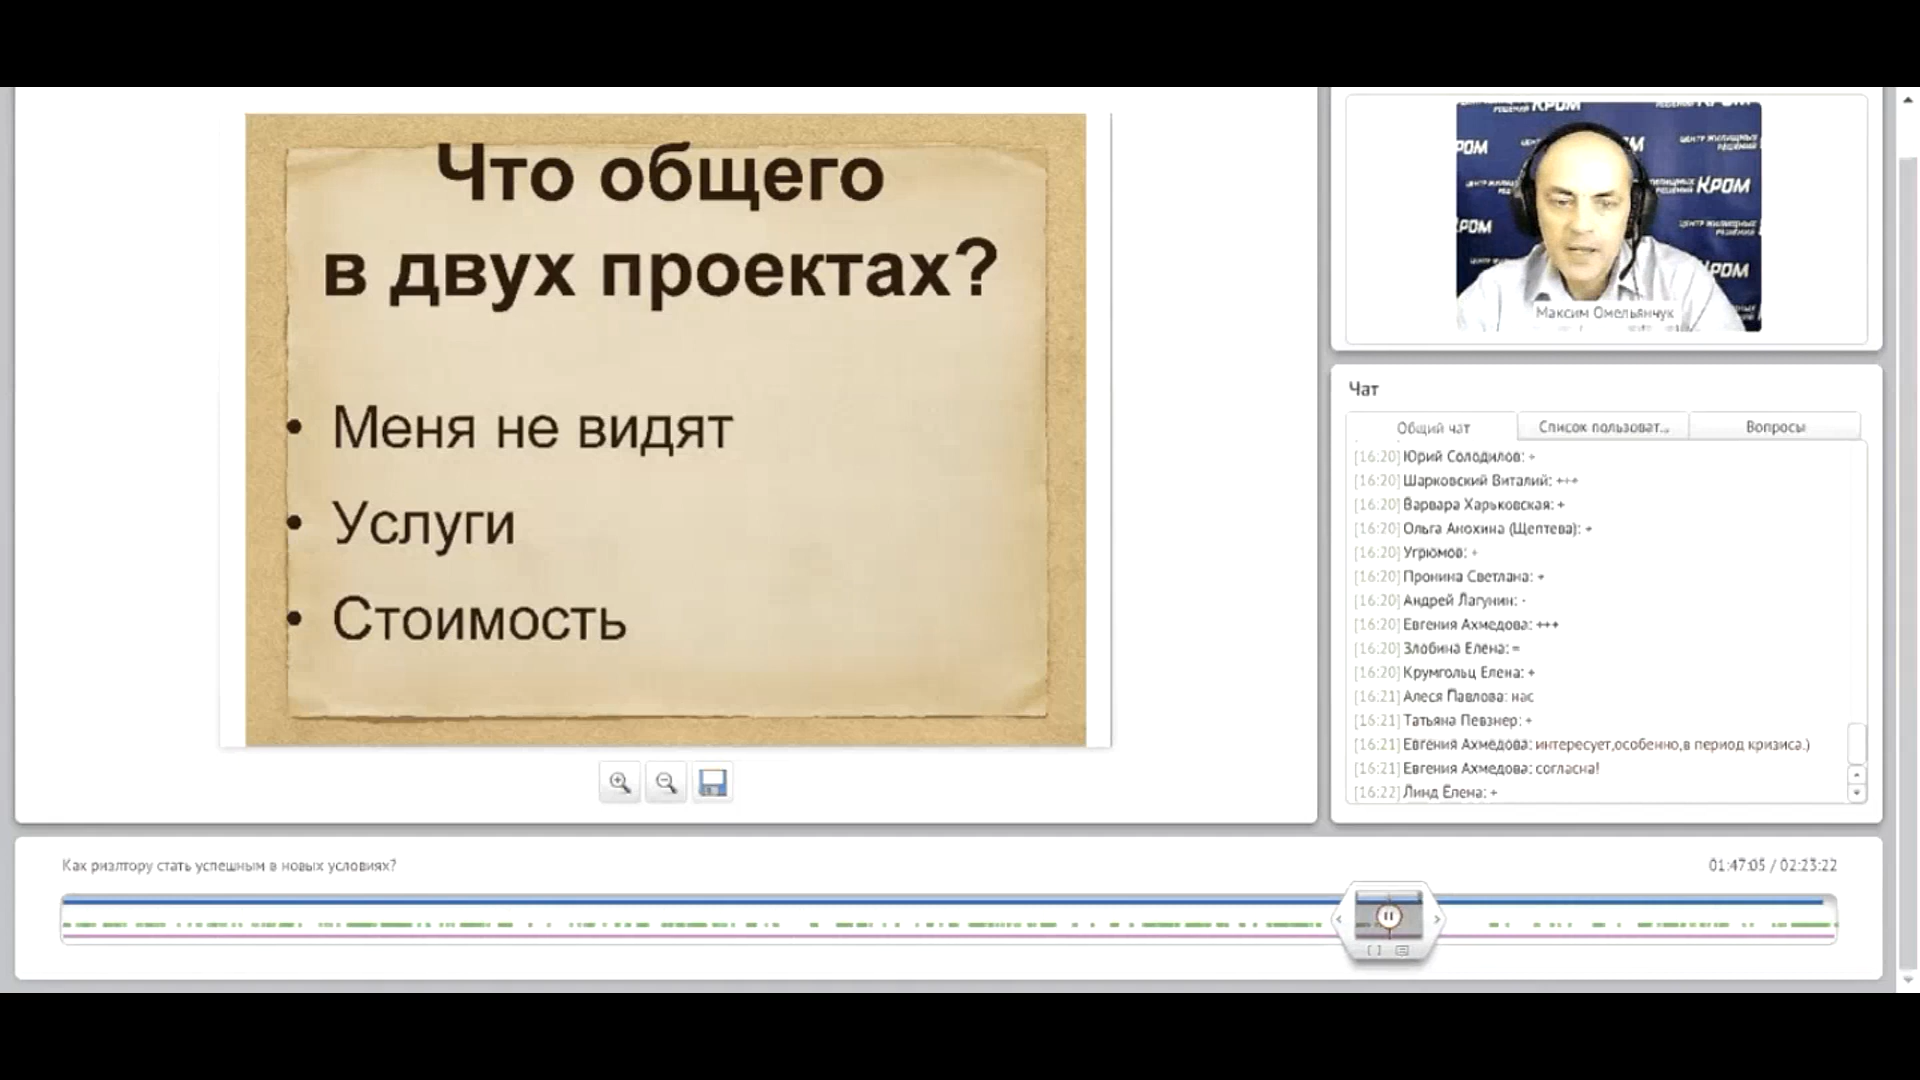 Что общего
в двух проектах?
• Меня не видят
• Услуги
• Стоимость
КРОМ
ЦЕНТР ЖИЛИЩНЫХ
РЕШЕНИЙ
КРОМ
Максим Омельянчук
Чат
Общий чат
Список пользоват...
Вопросы
[16:20] Юрий Солодилов: +
[16:20] Шарковский Виталий: +++
[16:20] Варвара Харьковская: +
[16:20] Ольга Анохина (Щептева): +
[16:20] Угрюмов: +
[16:20] Пронина Светлана: +
[16:20] Андрей Лагунин: -
[16:20] Евгения Ахмедова: +++
[16:20] Злобина Елена: =
[16:20] Крумгольц Елена: +
[16:21] Алеся Павлова: нас
[16:21] Татьяна Певзнер: +
[16:21] Евгения Ахмедова: интересует,особенно,в период кризиса.)
[16:21] Евгения Ахмедова: согласна!
[16:22] Линд Елена: +
Как риэлтору стать успешным в новых условиях?
01:47:05 / 02:23:22